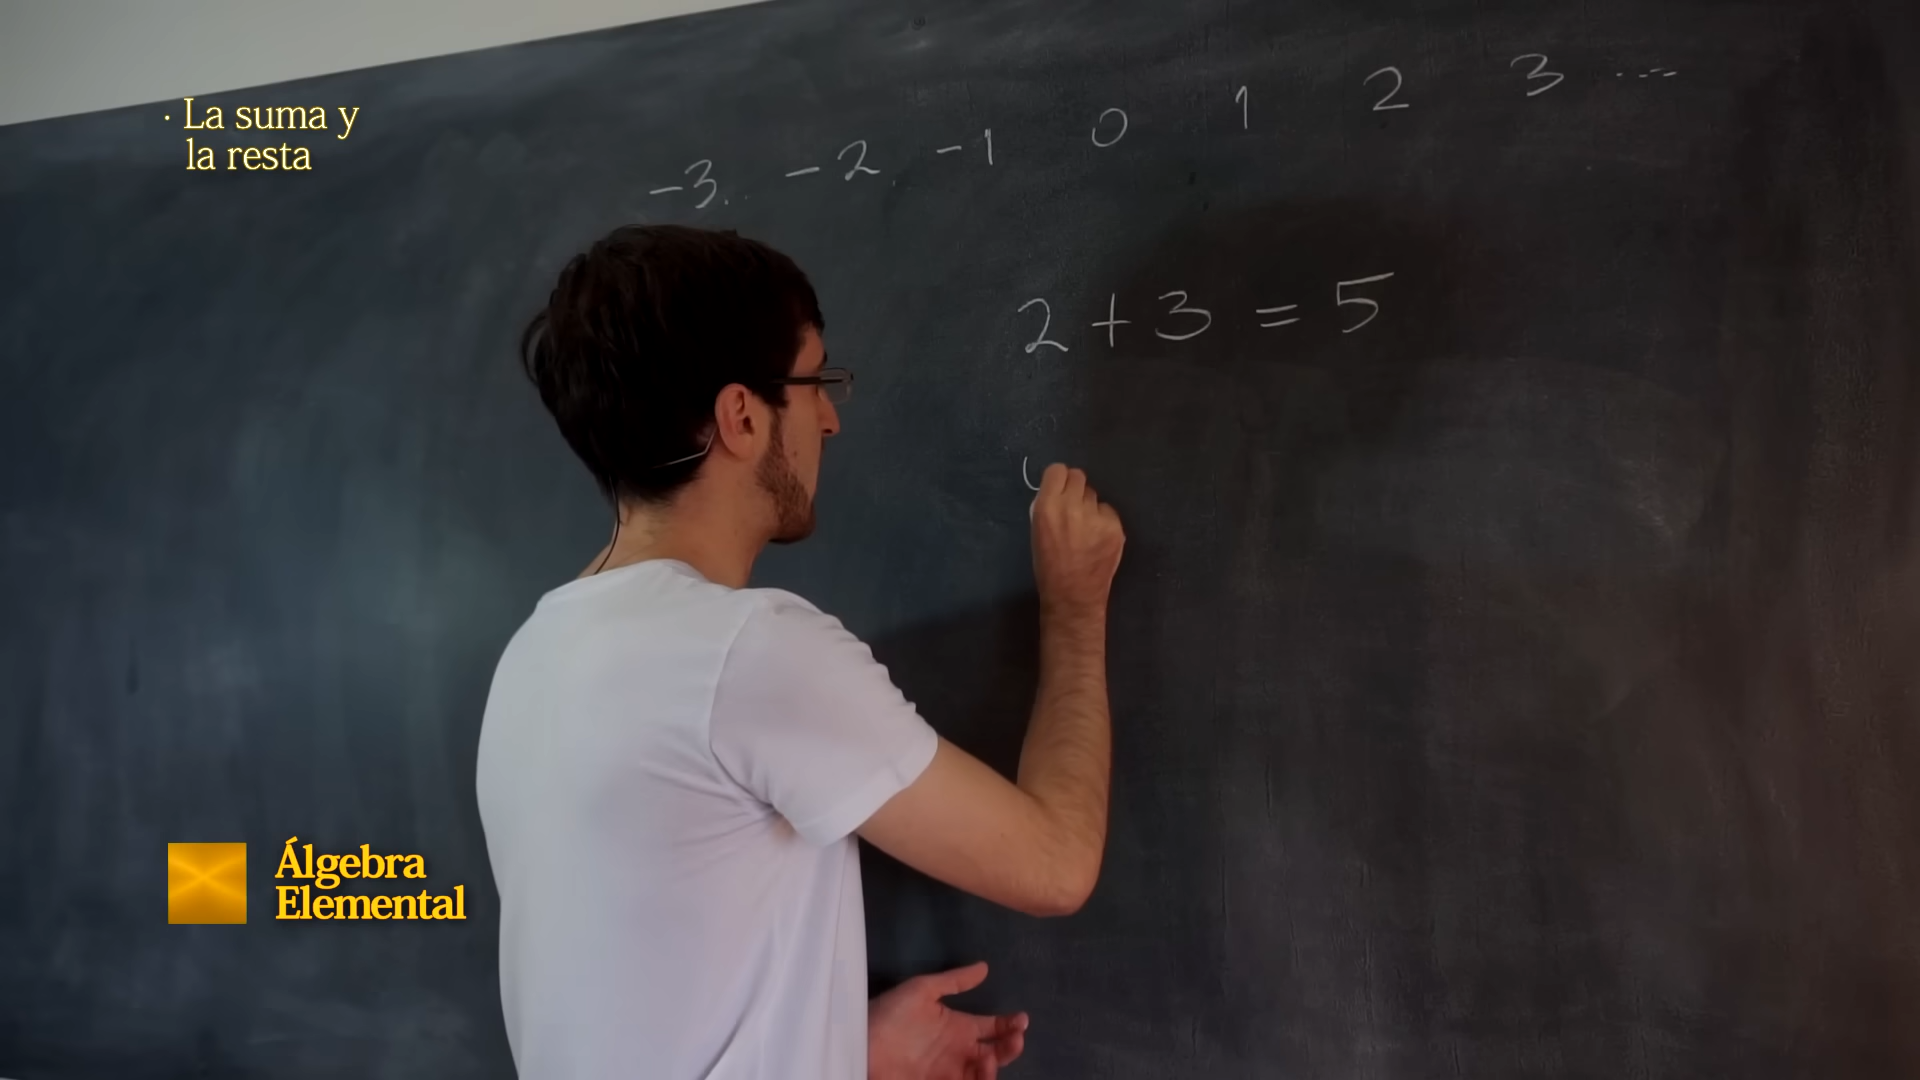 · La suma y
la resta
-3 -2 -1 0 1 2 3 ...
2 + 3 = 5
Álgebra
Elemental